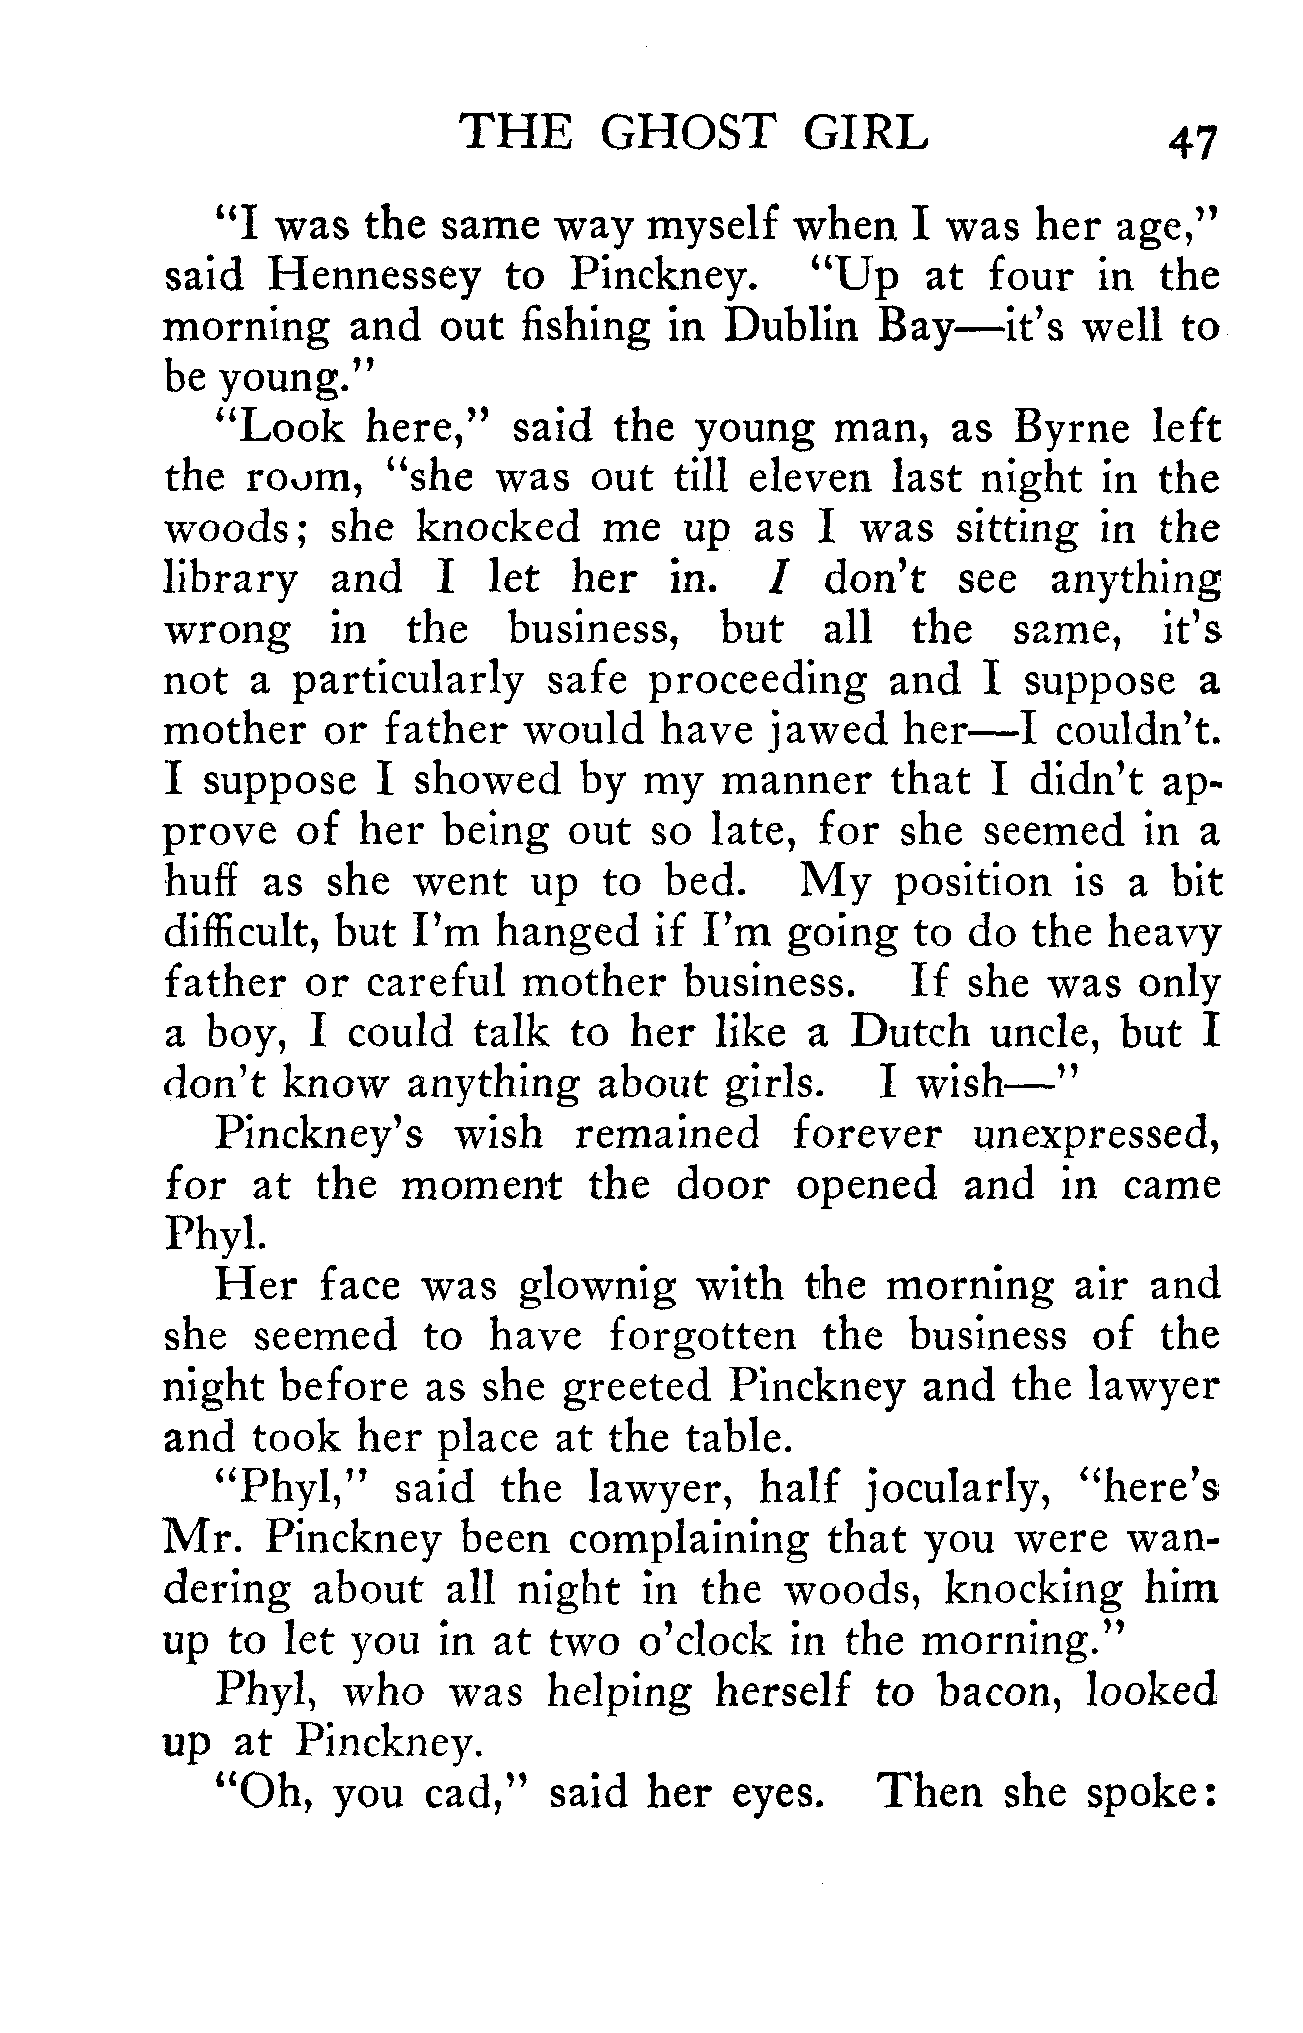 THE GHOST GIRL 47
"I was the same way myself when I was her age,"
said Hennessey to Pinckney. "Up at four in the
morning and out fishing in Dublin Bay—it's well to
be young."
"Look here," said the young man, as Byrne left
the room, "she was out till eleven last night in the
woods; she knocked me up as I was sitting in the
library and I let her in. I don't see anything
wrong in the business, but all the same, it's
not a particularly safe proceeding and I suppose a
mother or father would have jawed her—I couldn't.
I suppose I showed by my manner that I didn't ap-
prove of her being out so late, for she seemed in a
huff as she went up to bed. My position is a bit
difficult, but I'm hanged if I'm going to do the heavy
father or careful mother business. If she was only
a boy, I could talk to her like a Dutch uncle, but I
don't know anything about girls. I wish—"
Pinckney's wish remained forever unexpressed,
for at the moment the door opened and in came
Phyl.
Her face was glownig with the morning air and
she seemed to have forgotten the business of the
night before as she greeted Pinckney and the lawyer
and took her place at the table.
"Phyl," said the lawyer, half jocularly, "here's
Mr. Pinckney been complaining that you were wan-
dering about all night in the woods, knocking him
up to let you in at two o'clock in the morning."
Phyl, who was helping herself to bacon, looked
up at Pinckney.
"Oh, you cad," said her eyes. Then she spoke: